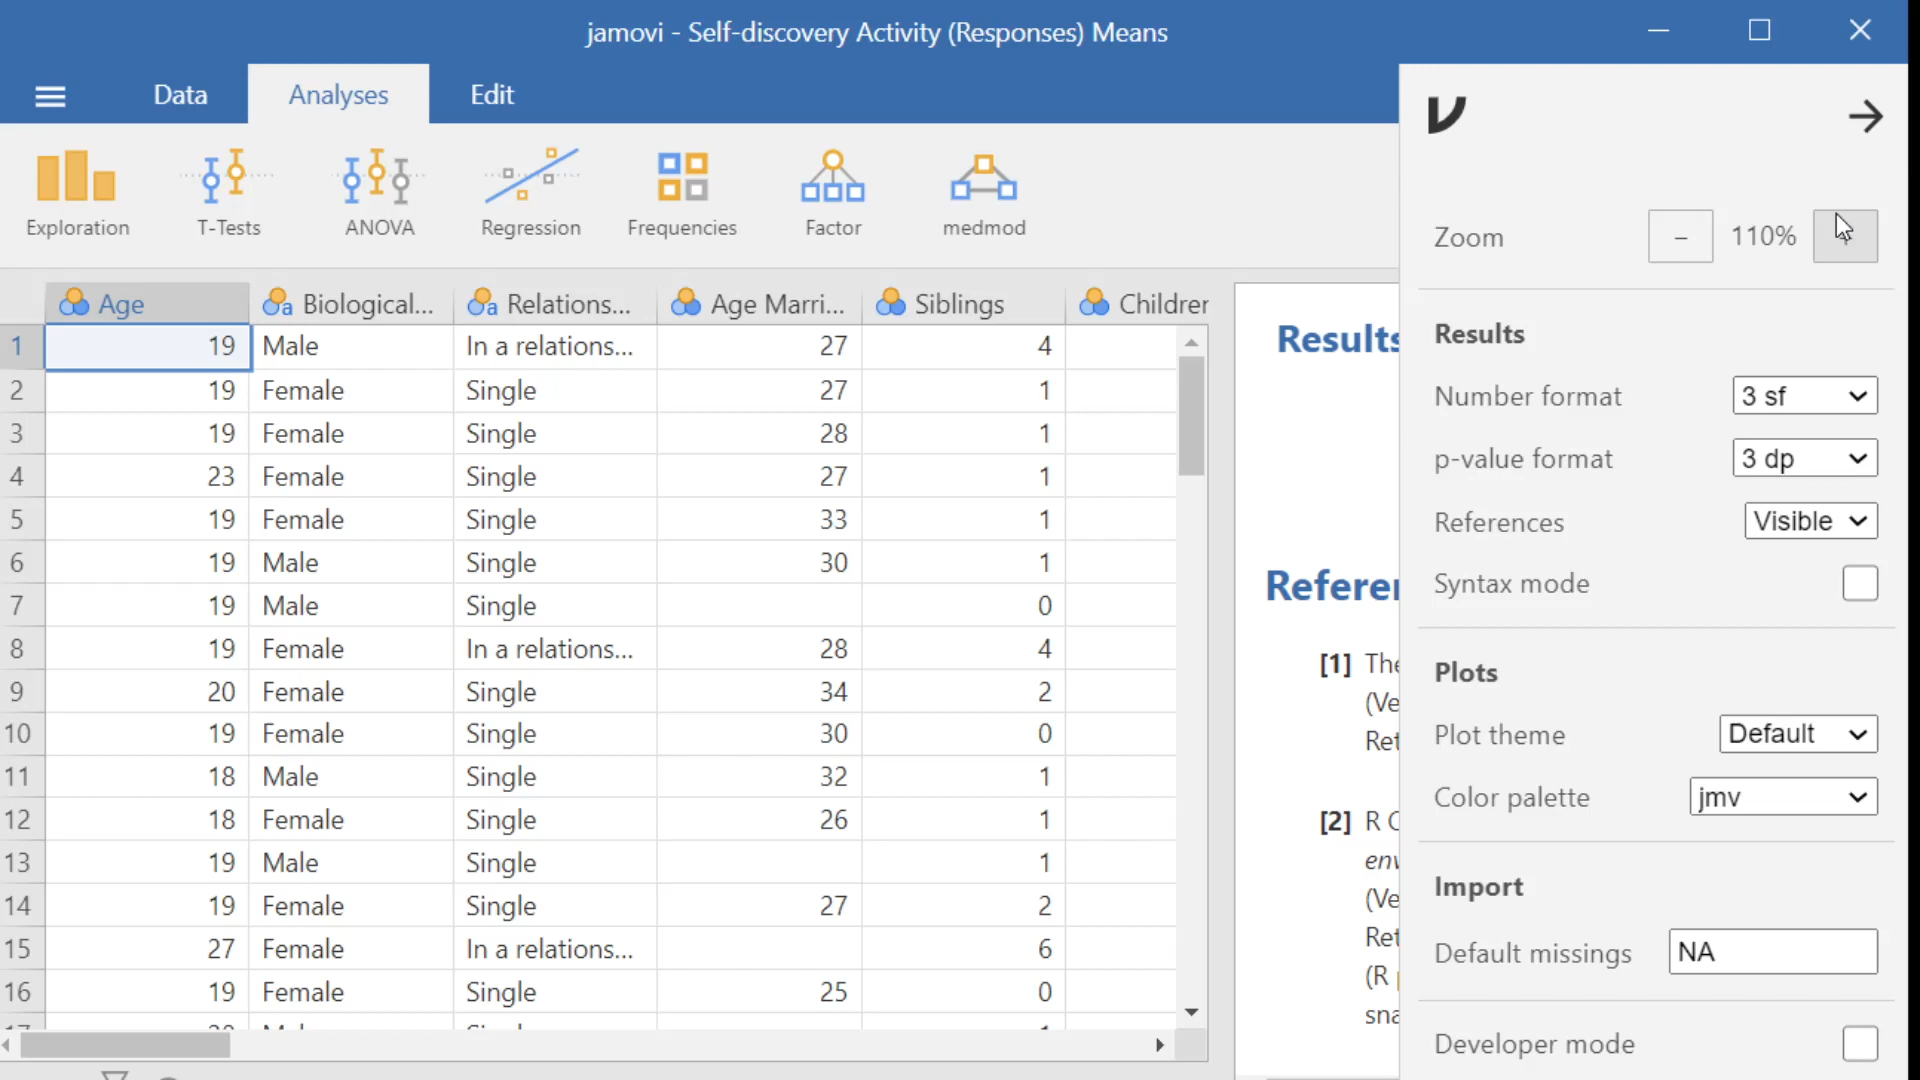 jamovi - Self-discovery Activity (Responses) Means
Data Analyses Edit
Exploration T-Tests ANOVA Regression Frequencies Factor medmod
Age Biological... Relations... Age Marri... Siblings Childrer
1 19 Male In a relations... 27 4
2 19 Female Single 27 1
3 19 Female Single 28 1
4 23 Female Single 27 1
5 19 Female Single 33 1
6 19 Male Single 30 1
7 19 Male Single 0
8 19 Female In a relations... 28 4
9 20 Female Single 34 2
10 19 Female Single 30 0
11 18 Male Single 32 1
12 18 Female Single 26 1
13 19 Male Single 1
14 19 Female Single 27 2
15 27 Female In a relations... 6
16 19 Female Single 25 0
Results
Referen
[1] The
(Ve
Ret
[2] R C
env
(Ve
Ret
(R p
sna
Zoom – 110%
Results
Number format 3 sf
p-value format 3 dp
References Visible
Syntax mode
Plots
Plot theme Default
Color palette jmv
Import
Default missings NA
Developer mode